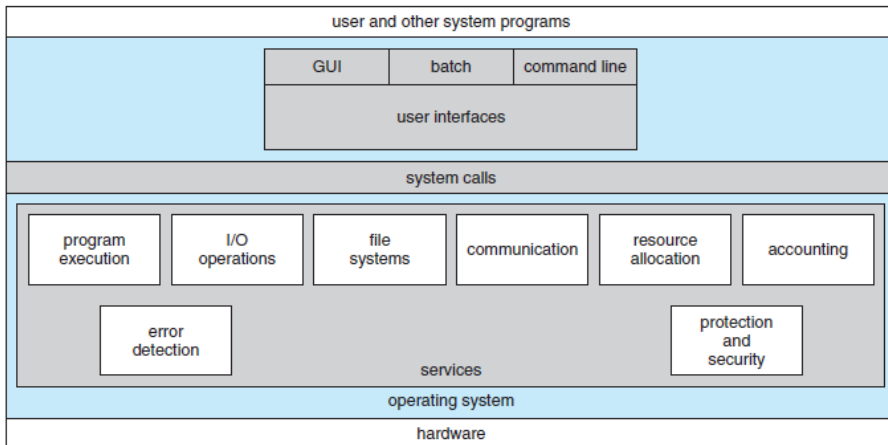 user and other system programs
GUI
batch
command line
user interfaces
system calls
program
execution
I/O
operations
file
systems
communication
resource
allocation
accounting
error
detection
protection
and
security
services
operating system
hardware